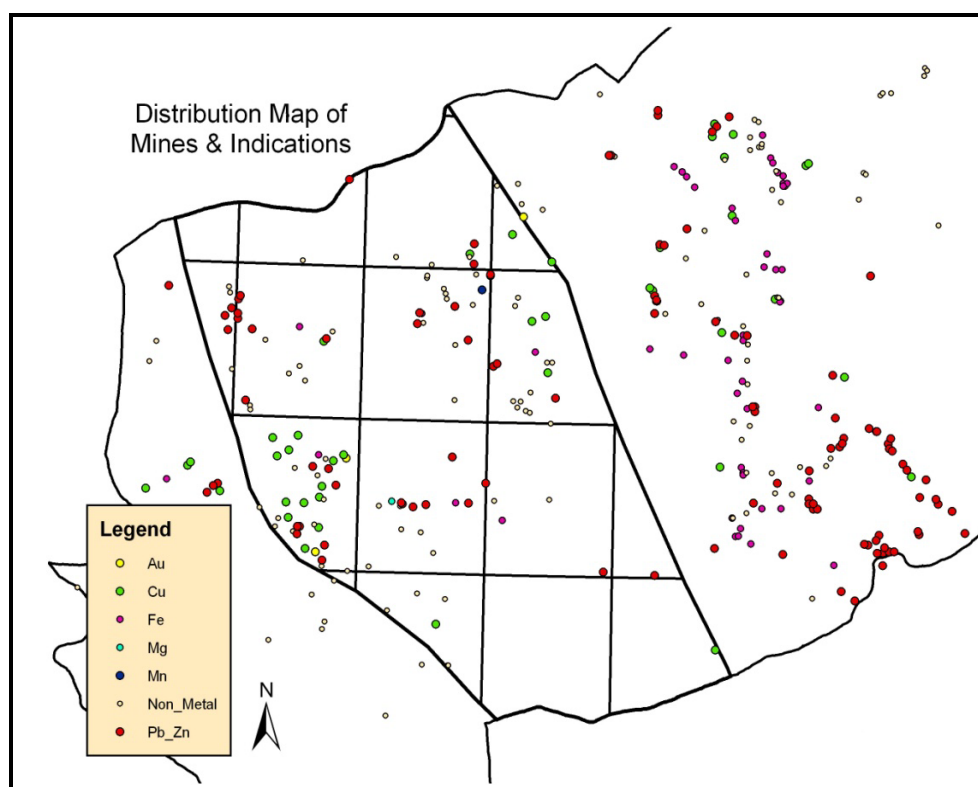 Distribution Map of
Mines & Indications
Legend
Au
Cu
Fe
Mg
Mn
Non_Metal
Pb_Zn
N